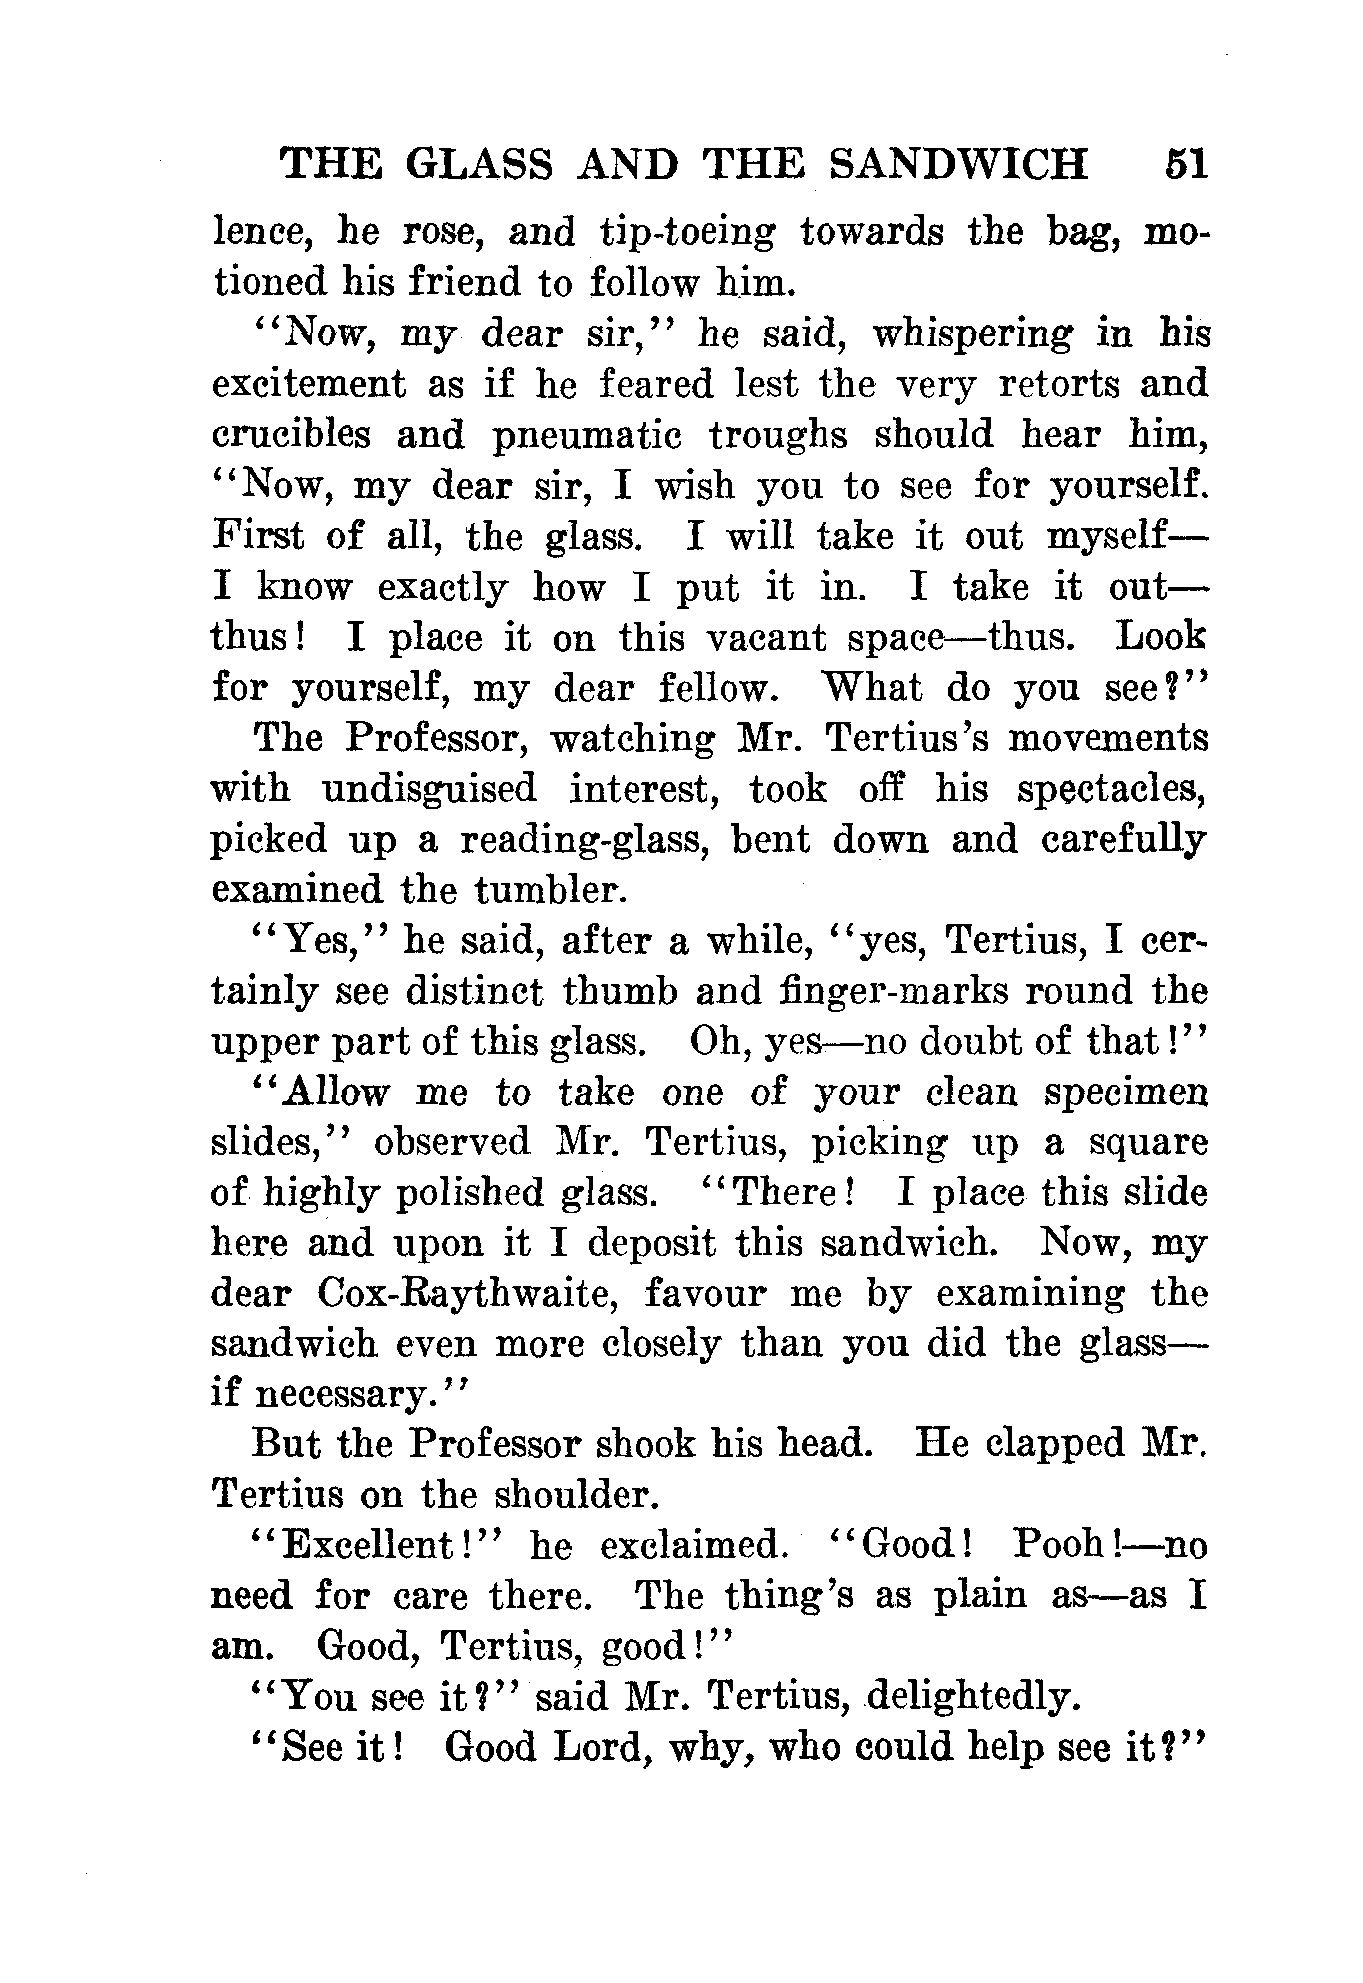 THE GLASS AND THE SANDWICH 51
lence, he rose, and tip-toeing towards the bag, mo-
tioned his friend to follow him.
"Now, my dear sir," he said, whispering in his
excitement as if he feared lest the very retorts and
crucibles and pneumatic troughs should hear him,
"Now, my dear sir, I wish you to see for yourself.
First of all, the glass. I will take it out myself—
I know exactly how I put it in. I take it out—
thus! I place it on this vacant space—thus. Look
for yourself, my dear fellow. What do you see?"
The Professor, watching Mr. Tertius's movements
with undisguised interest, took off his spectacles,
picked up a reading-glass, bent down and carefully
examined the tumbler.
"Yes," he said, after a while, "yes, Tertius, I cer-
tainly see distinct thumb and finger-marks round the
upper part of this glass. Oh, yes—no doubt of that!"
"Allow me to take one of your clean specimen
slides," observed Mr. Tertius, picking up a square
of highly polished glass. "There! I place this slide
here and upon it I deposit this sandwich. Now, my
dear Cox-Raythwaite, favour me by examining the
sandwich even more closely than you did the glass—
if necessary."
But the Professor shook his head. He clapped Mr.
Tertius on the shoulder.
"Excellent!" he exclaimed. "Good! Pooh!—no
need for care there. The thing's as plain as—as I
am. Good, Tertius, good!"
"You see it?" said Mr. Tertius, delightedly.
"See it! Good Lord, why, who could help see it?"